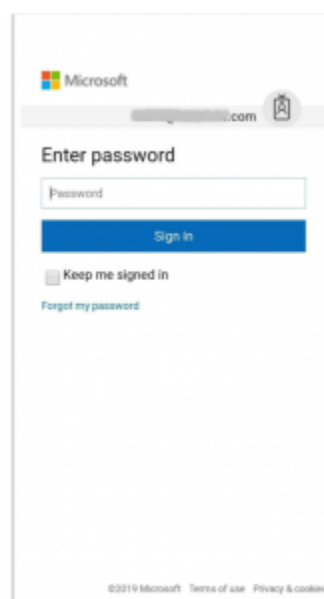 Microsoft
.com
Enter password
Password
Sign in
Keep me signed in
Forgot my password
©2019 Microsoft Terms of use Privacy & cookies